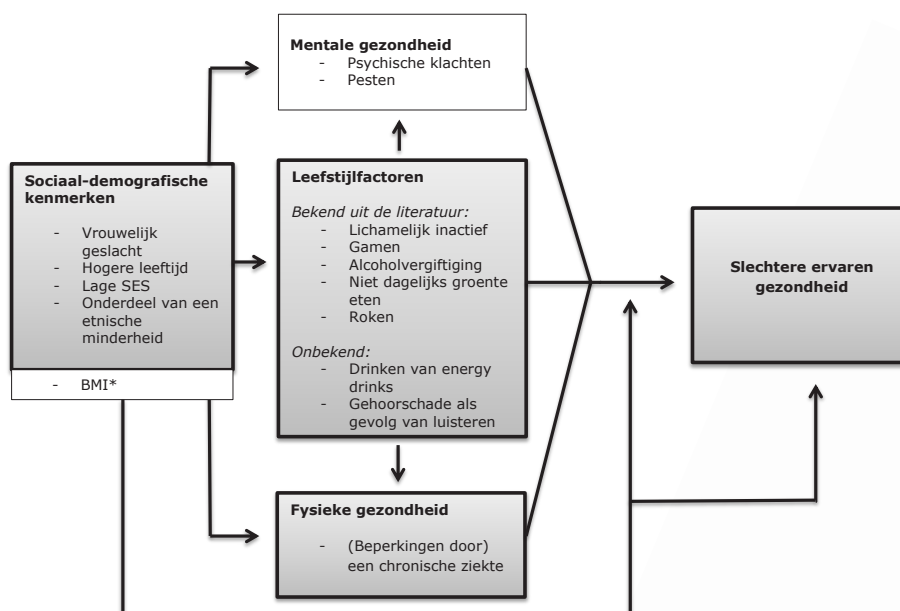 Mentale gezondheid
- Psychische klachten
- Pesten
Sociaal-demografische
kenmerken
- Vrouwelijk
geslacht
- Hogere leeftijd
- Lage SES
- Onderdeel van een
etnische
minderheid
- BMI*
Leefstijlfactoren
Bekend uit de literatuur:
- Lichamelijk inactief
- Gamen
- Alcoholvergiftiging
- Niet dagelijks groente
eten
- Roken
Onbekend:
- Drinken van energy
drinks
- Gehoorschade als
gevolg van luisteren
Fysieke gezondheid
- (Beperkingen door)
een chronische ziekte
Slechtere ervaren
gezondheid